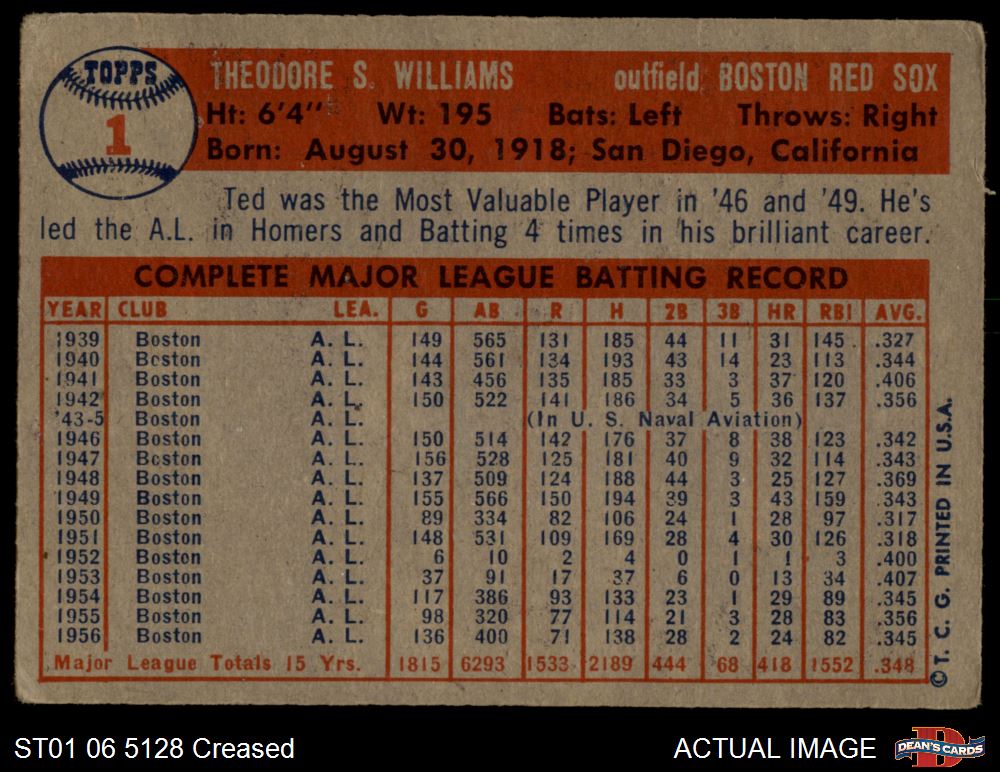 TOPPS
1
THEODORE S. WILLIAMS outfield, BOSTON RED SOX
Ht: 6'4" Wt: 195 Bats: Left Throws: Right
Born: August 30, 1918; San Diego, California
Ted was the Most Valuable Player in '46 and '49. He's
led the A.L. in Homers and Batting 4 times in his brilliant career.
COMPLETE MAJOR LEAGUE BATTING RECORD
YEAR CLUB LEA. G AB R H 2B 3B HR RBI AVG.
1939 Boston A. L. 149 565 131 185 44 11 31 145 .327
1940 Boston A. L. 144 561 134 193 43 14 23 113 .344
1941 Boston A. L. 143 456 135 185 33 3 37 120 .406
1942 Boston A. L. 150 522 141 186 34 5 36 137 .356
'43-5 Boston A. L. (In U. S. Naval Aviation)
1946 Boston A. L. 150 514 142 176 37 8 38 123 .342
1947 Boston A. L. 156 528 125 181 40 9 32 114 .343
1948 Boston A. L. 137 509 124 188 44 3 25 127 .369
1949 Boston A. L. 155 566 150 194 39 3 43 159 .343
1950 Boston A. L. 89 334 82 106 24 1 28 97 .317
1951 Boston A. L. 148 531 109 169 28 4 30 126 .318
1952 Boston A. L. 6 10 2 4 0 1 1 3 .400
1953 Boston A. L. 37 91 17 37 6 0 13 34 .407
1954 Boston A. L. 117 386 93 133 23 1 29 89 .345
1955 Boston A. L. 98 320 77 114 21 3 28 83 .356
1956 Boston A. L. 136 400 71 138 28 2 24 82 .345
Major League Totals 15 Yrs. 1815 6293 1533 2189 444 68 418 1552 .348
©T. C. G. PRINTED IN U.S.A.
ST01 06 5128 Creased
ACTUAL IMAGE
DEAN'S CARDS